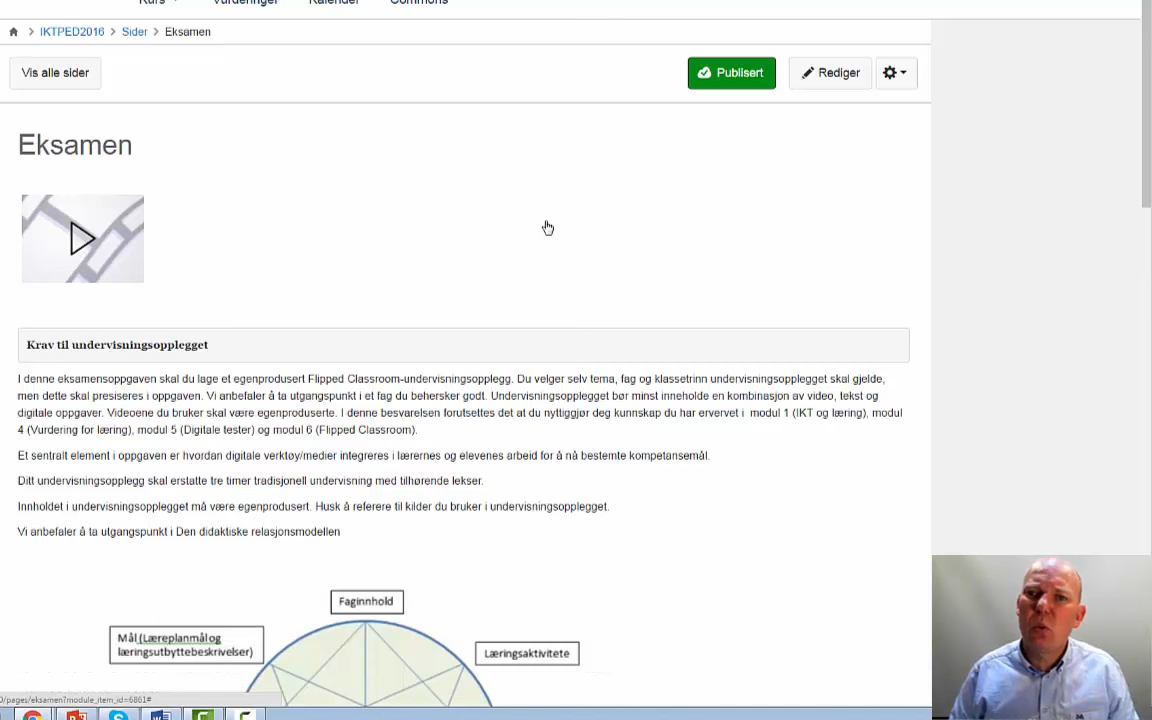 Kurs Vurderinger Kalender Commons
IKTPED2016 > Sider > Eksamen
Vis alle sider
Publisert
Rediger
Eksamen
Krav til undervisningsopplegget
I denne eksamensoppgaven skal du lage et egenprodusert Flipped Classroom-undervisningsopplegg. Du velger selv tema, fag og klassetrinn undervisningsopplegget skal gjelde,
men dette skal presiseres i oppgaven. Vi anbefaler å ta utgangspunkt i et fag du behersker godt. Undervisningsopplegget bør minst inneholde en kombinasjon av video, tekst og
digitale oppgaver. Videoene du bruker skal være egenproduserte. I denne besvarelsen forutsettes det at du nyttiggjør deg kunnskap du har ervervet i modul 1 (IKT og læring), modul
4 (Vurdering for læring), modul 5 (Digitale tester) og modul 6 (Flipped Classroom).
Et sentralt element i oppgaven er hvordan digitale verktøy/medier integreres i lærernes og elevenes arbeid for å nå bestemte kompetansemål.
Ditt undervisningsopplegg skal erstatte tre timer tradisjonell undervisning med tilhørende lekser.
Innholdet i undervisningsopplegget må være egenprodusert. Husk å referere til kilder du bruker i undervisningsopplegget.
Vi anbefaler å ta utgangspunkt i Den didaktiske relasjonsmodellen
Faginnhold
Mål (Læreplanmål og
læringsutbyttebeskrivelser)
Læringsaktivitete
/pages/eksamen?module_item_id=6861#